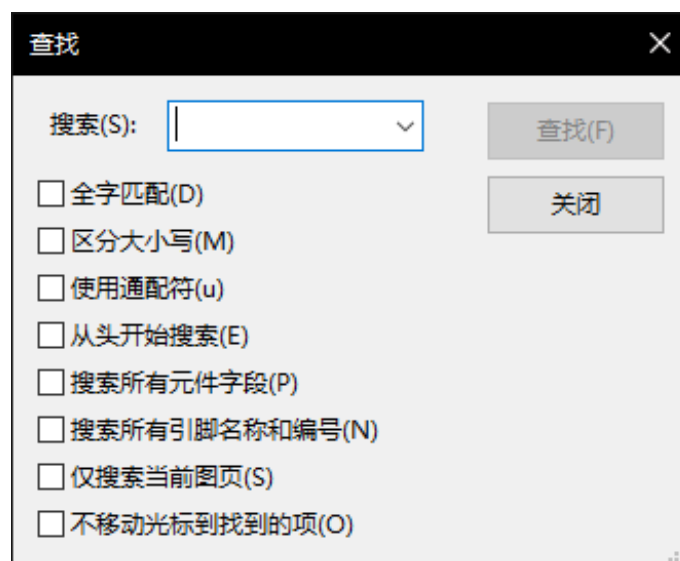 查找
搜索(S):
查找(F)
关闭
全字匹配(D)
区分大小写(M)
使用通配符(u)
从头开始搜索(E)
搜索所有元件字段(P)
搜索所有引脚名称和编号(N)
仅搜索当前图页(S)
不移动光标到找到的项(O)